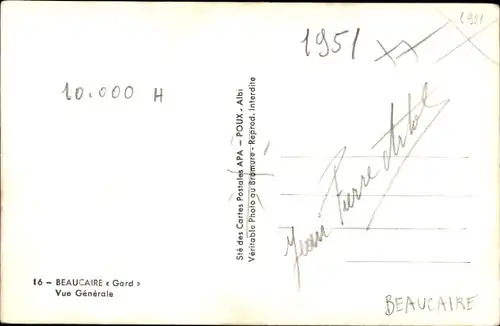 1951
1951
10.000 H
Sté des Cartes Postales APA – POUX - Albi
Véritable Photo au Bromure - Reprod. Interdite
Jean Pierre
16 – BEAUCAIRE « Gard »
Vue Générale
BEAUCAIRE